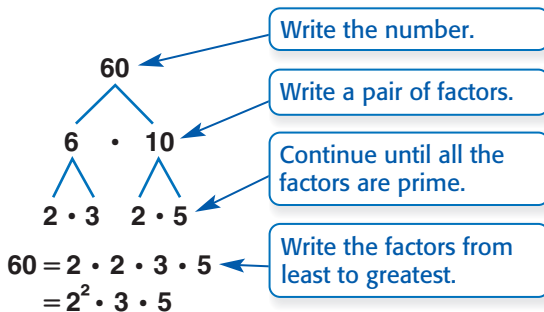 Write the number.
60
Write a pair of factors.
6 · 10
Continue until all the
factors are prime.
2 · 3 2 · 5
Write the factors from
least to greatest.
60 = 2 · 2 · 3 · 5
= 2² · 3 · 5